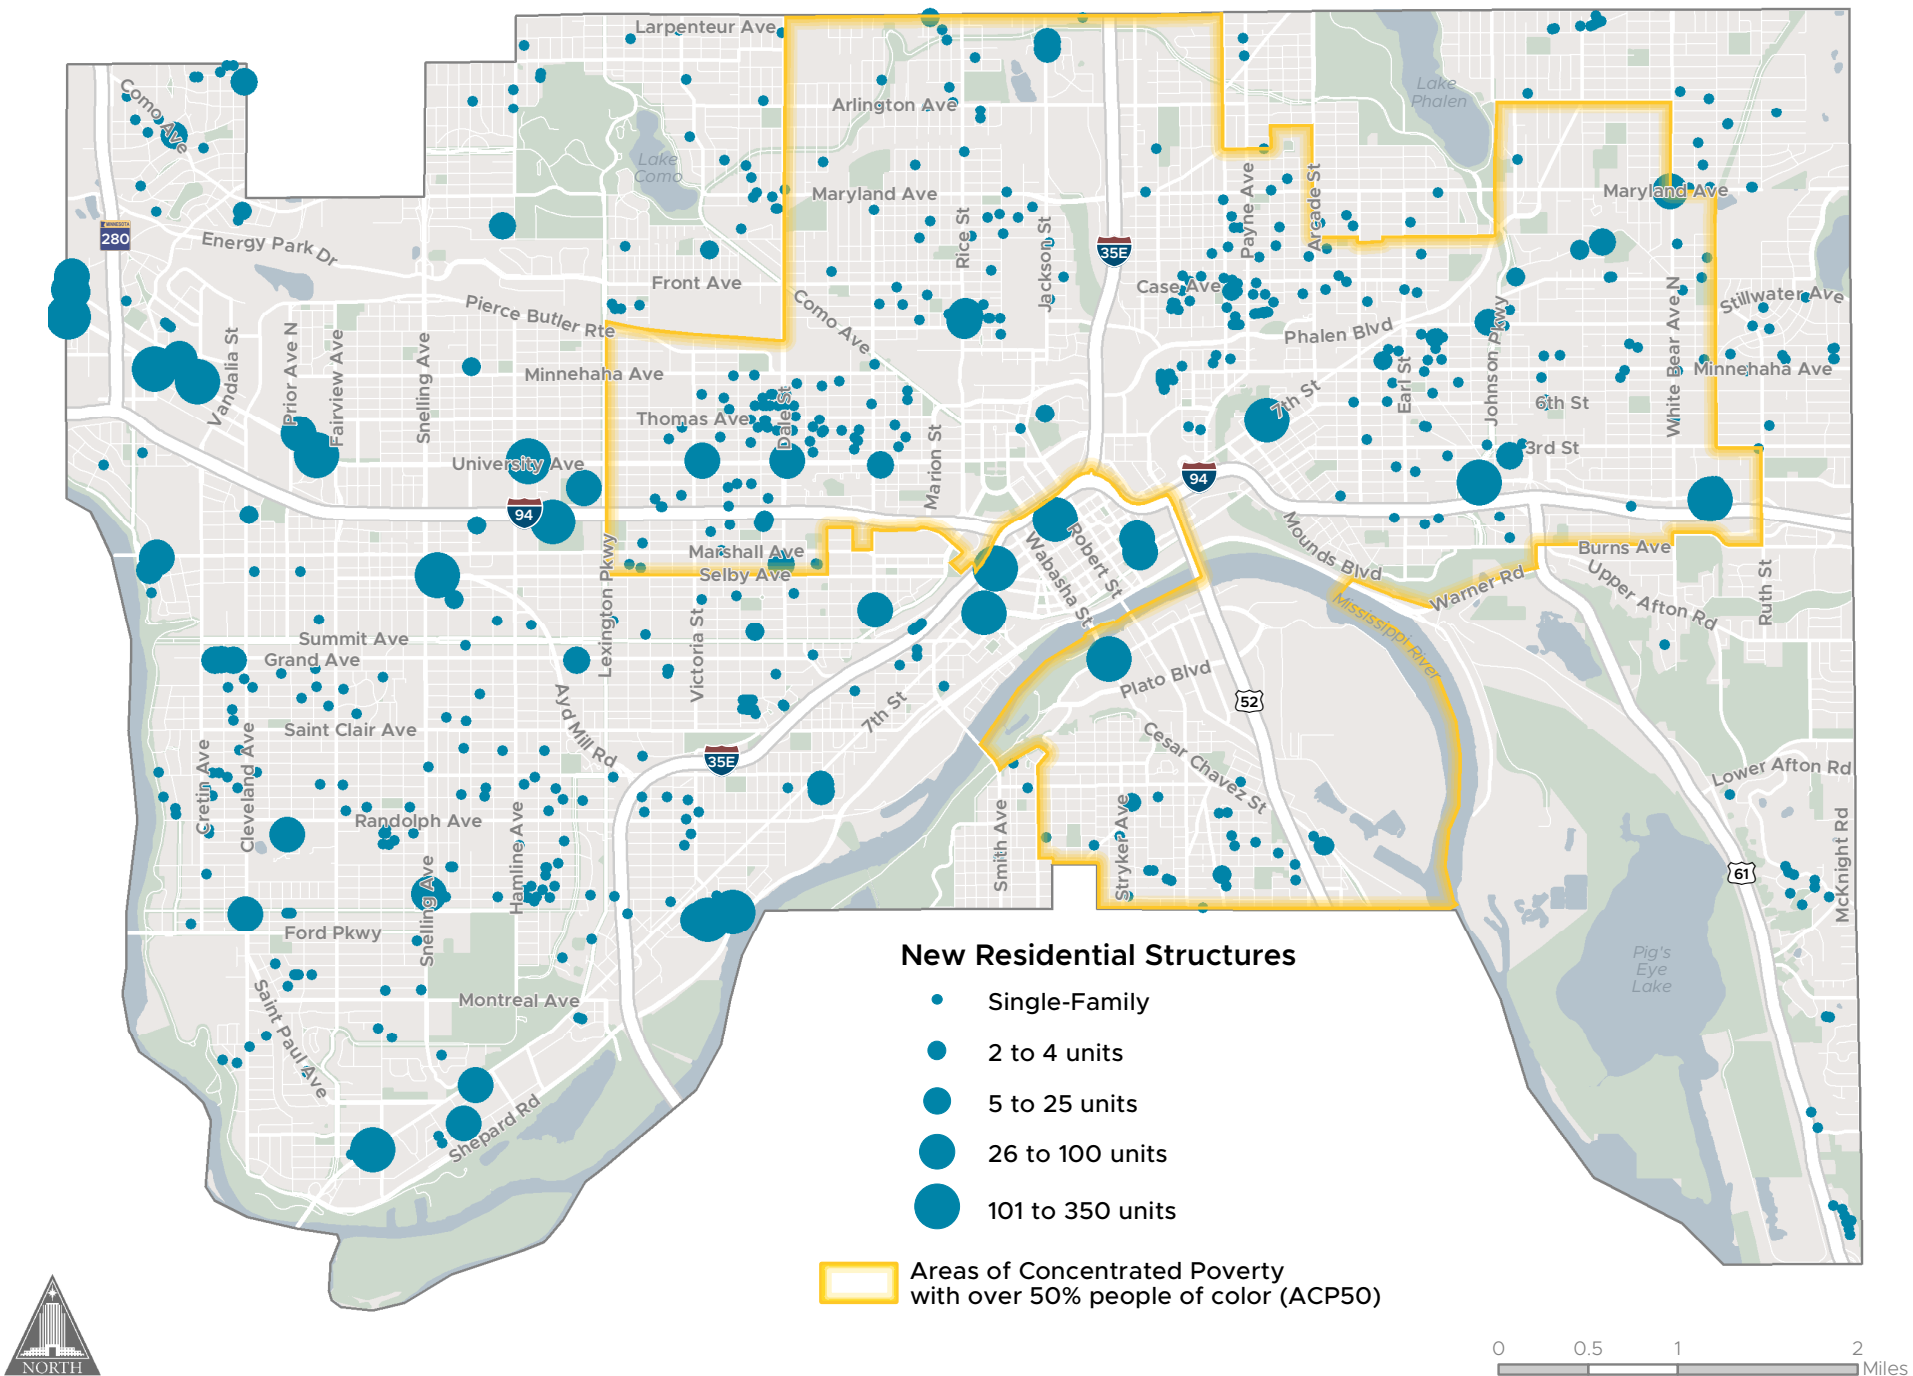 Larpenteur Ave
Como Ave
Arlington Ave
Lake
Phalen
Lake
Como
Maryland Ave
Maryland Ave
MINNESOTA
280
Energy Park Dr
Rice St
Jackson St
35E
Payne Ave
Arcade St
Front Ave
Case Ave
Pierce Butler Rte
Como Ave
Phalen Blvd
Johnson Pkwy
White Bear Ave N
Stillwater Ave
Vandalia St
Prior Ave N
Fairview Ave
Snelling Ave
Minnehaha Ave
Minnehaha Ave
Earl St
7th St
6th St
Thomas Ave
Dale St
Marion St
3rd St
University Ave
94
94
Marshall Ave
Selby Ave
Wabasha St
Robert St
Mounds Blvd
Burns Ave
Warner Rd
Upper Afton Rd
Ruth St
Mississippi River
Lexington Pkwy
Victoria St
Summit Ave
Grand Ave
Ayd Mill Rd
Saint Clair Ave
7th St
Plato Blvd
52
35E
Cesar Chavez St
Cretin Ave
Cleveland Ave
Lower Afton Rd
Randolph Ave
Hamline Ave
Smith Ave
Stryker Ave
Snelling Ave
61
McKnight Rd
Ford Pkwy
Pig's
Eye
Lake
Saint Paul Ave
Montreal Ave
Shepard Rd
New Residential Structures
Single-Family
2 to 4 units
5 to 25 units
26 to 100 units
101 to 350 units
Areas of Concentrated Poverty
with over 50% people of color (ACP50)
NORTH
0 0.5 1 2
Miles